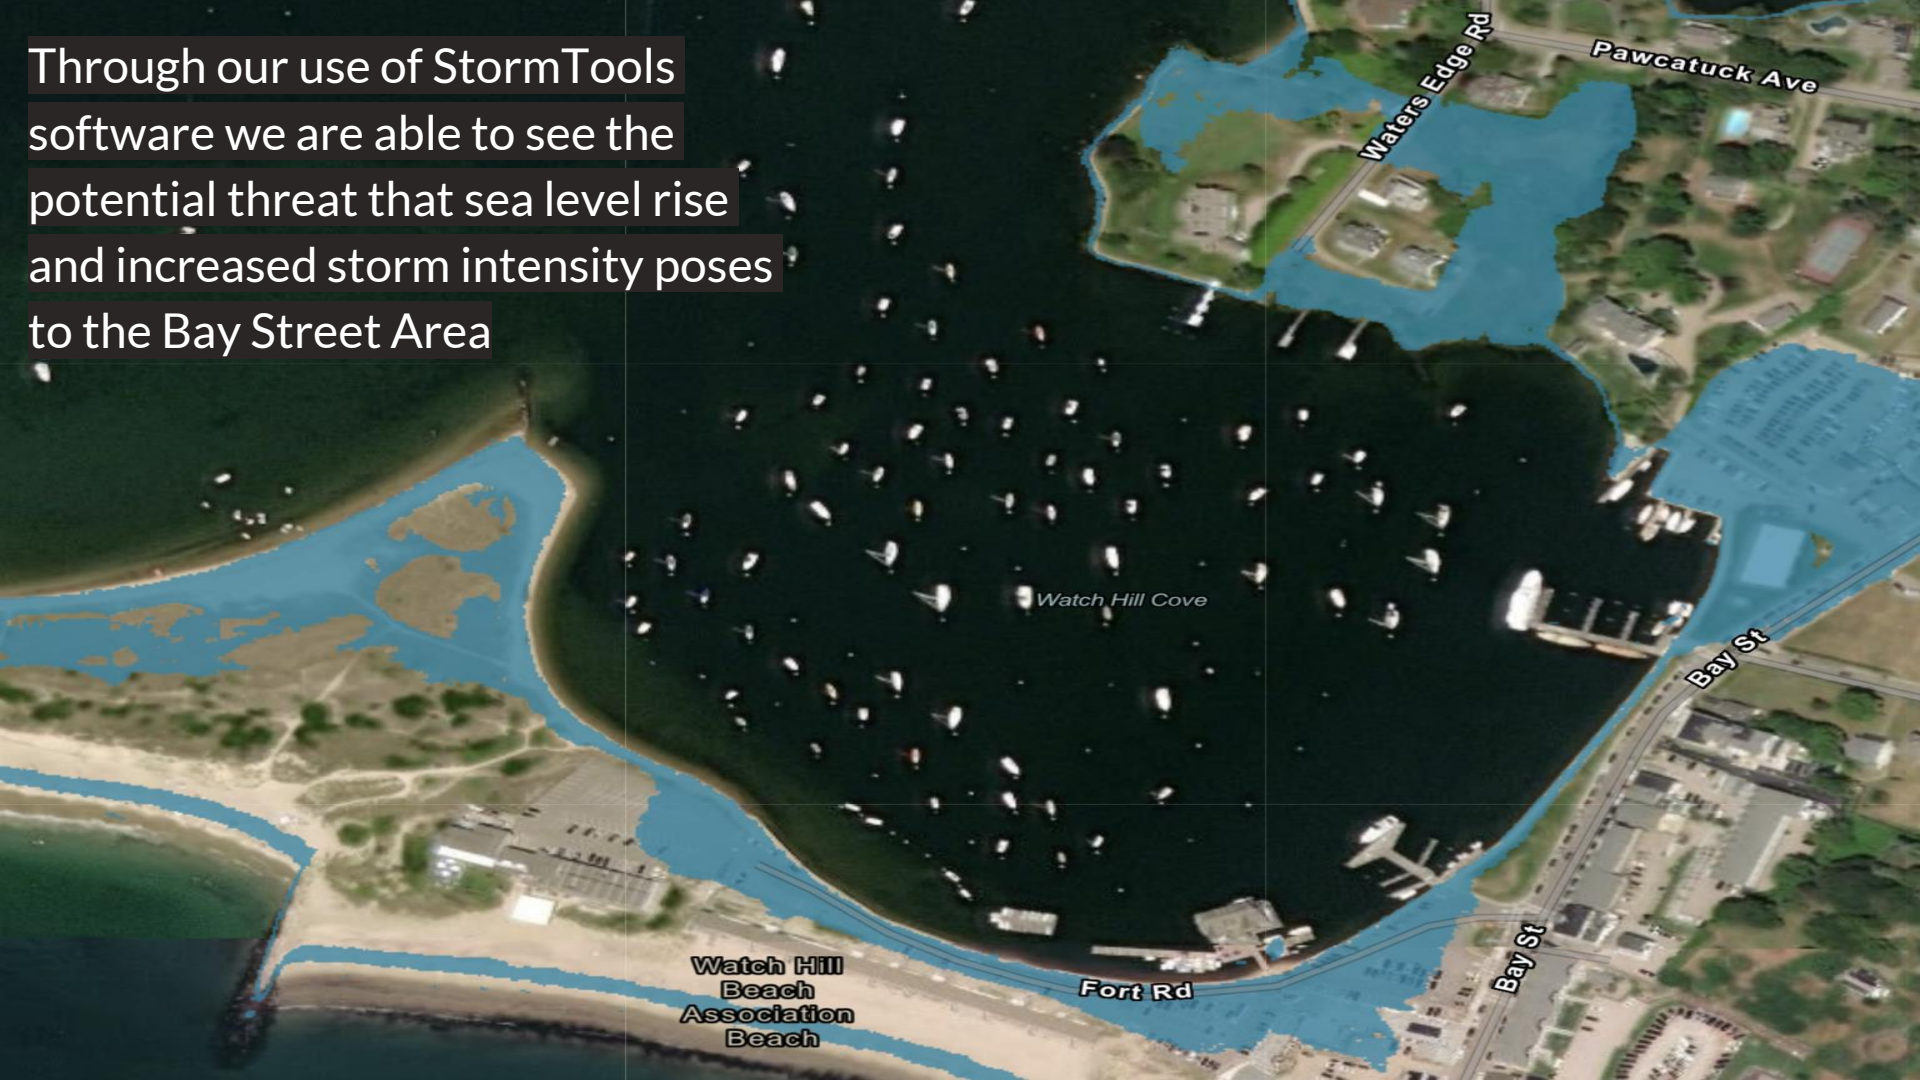 Through our use of StormTools
software we are able to see the
potential threat that sea level rise
and increased storm intensity poses
to the Bay Street Area
Waters Edge Rd
Pawcatuck Ave
Watch Hill Cove
Bay St
Bay St
Fort Rd
Watch Hill
Beach
Association
Beach